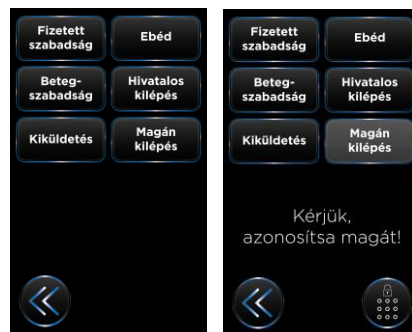 Fizetett
szabadság
Ebéd
Beteg-
szabadság
Hivatalos
kilépés
Kiküldetés
Magán
kilépés
Fizetett
szabadság
Ebéd
Beteg-
szabadság
Hivatalos
kilépés
Kiküldetés
Magán
kilépés
Kérjük,
azonosítsa magát!